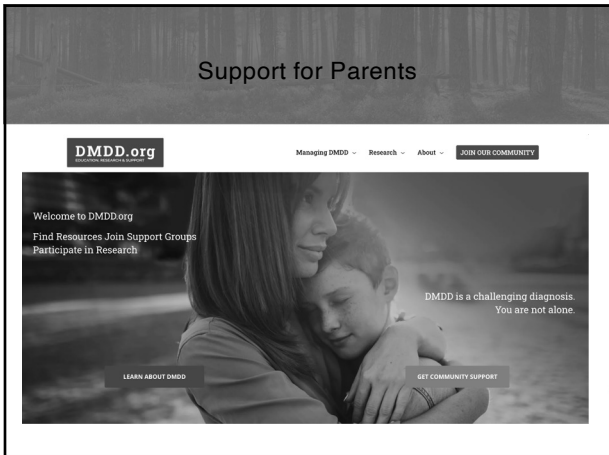 Support for Parents
DMDD.org
EDUCATION, RESEARCH & SUPPORT
Managing DMDD
Research
About
JOIN OUR COMMUNITY
Welcome to DMDD.org
Find Resources Join Support Groups
Participate in Research
DMDD is a challenging diagnosis.
You are not alone.
LEARN ABOUT DMDD
GET COMMUNITY SUPPORT